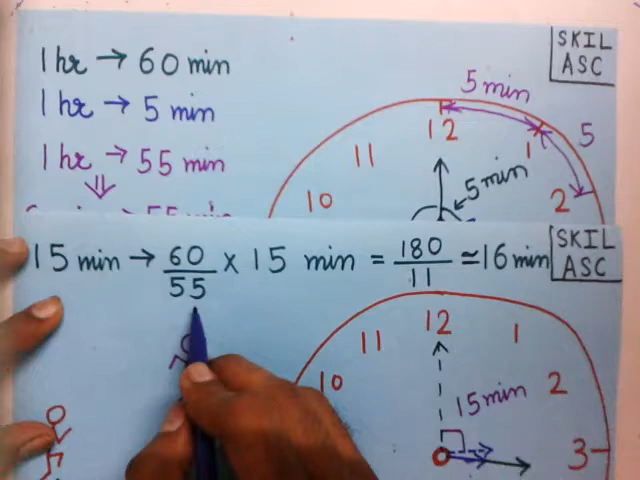 1 hr → 60 min
1 hr → 5 min
1 hr → 55 min
⇓
SKIL
ASC
5 min
12
1
5
11
10
2
5 min
15 min → 60/55 × 15 min = 180/11 ≃ 16 min
SKIL
ASC
12
11
1
10
2
15 min
3